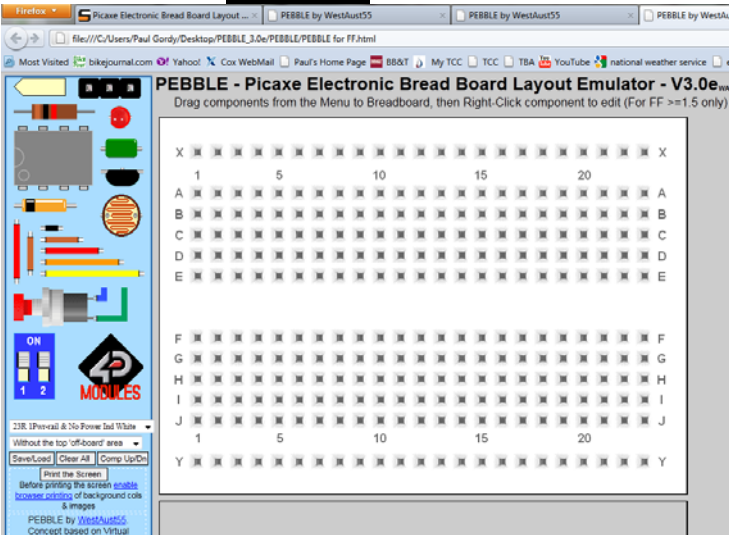 Firefox
Picaxe Electronic Bread Board Layout ...
PEBBLE by WestAust55
PEBBLE by WestAust55
PEBBLE by WestAu
file:///C:/Users/Paul Gordy/Desktop/PEBBLE_3.0e/PEBBLE/PEBBLE for FF.html
Most Visited bikejournal.com Yahoo! Cox WebMail Paul's Home Page BB&T My TCC TCC TBA YouTube national weather service
PEBBLE - Picaxe Electronic Bread Board Layout Emulator - V3.0e
Drag components from the Menu to Breadboard, then Right-Click component to edit (For FF >=1.5 only)
X X
1 5 10 15 20
A A
B B
C C
D D
E E
F F
G G
H H
I I
J J
1 5 10 15 20
Y Y
ON
1 2
4D
MODULES
23R 1Pwr-rail & No Power Ind White
Without the top 'off-board' area
Save/Load Clear All Comp Up/Dn
Print the Screen
Before printing the screen enable
browser printing of background cols
& images
PEBBLE by WestAust55.
Concept based on Virtual